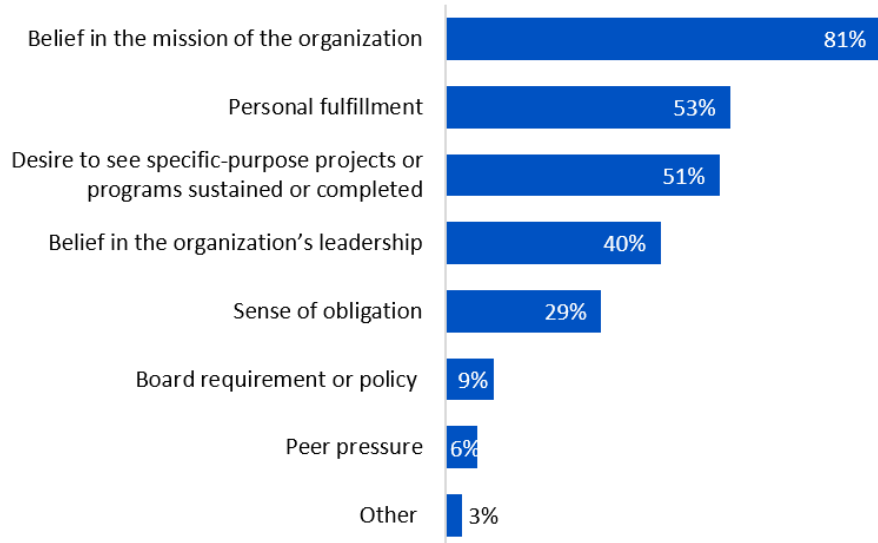 Belief in the mission of the organization 81%
Personal fulfillment 53%
Desire to see specific-purpose projects or
programs sustained or completed 51%
Belief in the organization’s leadership 40%
Sense of obligation 29%
Board requirement or policy 9%
Peer pressure 6%
Other 3%